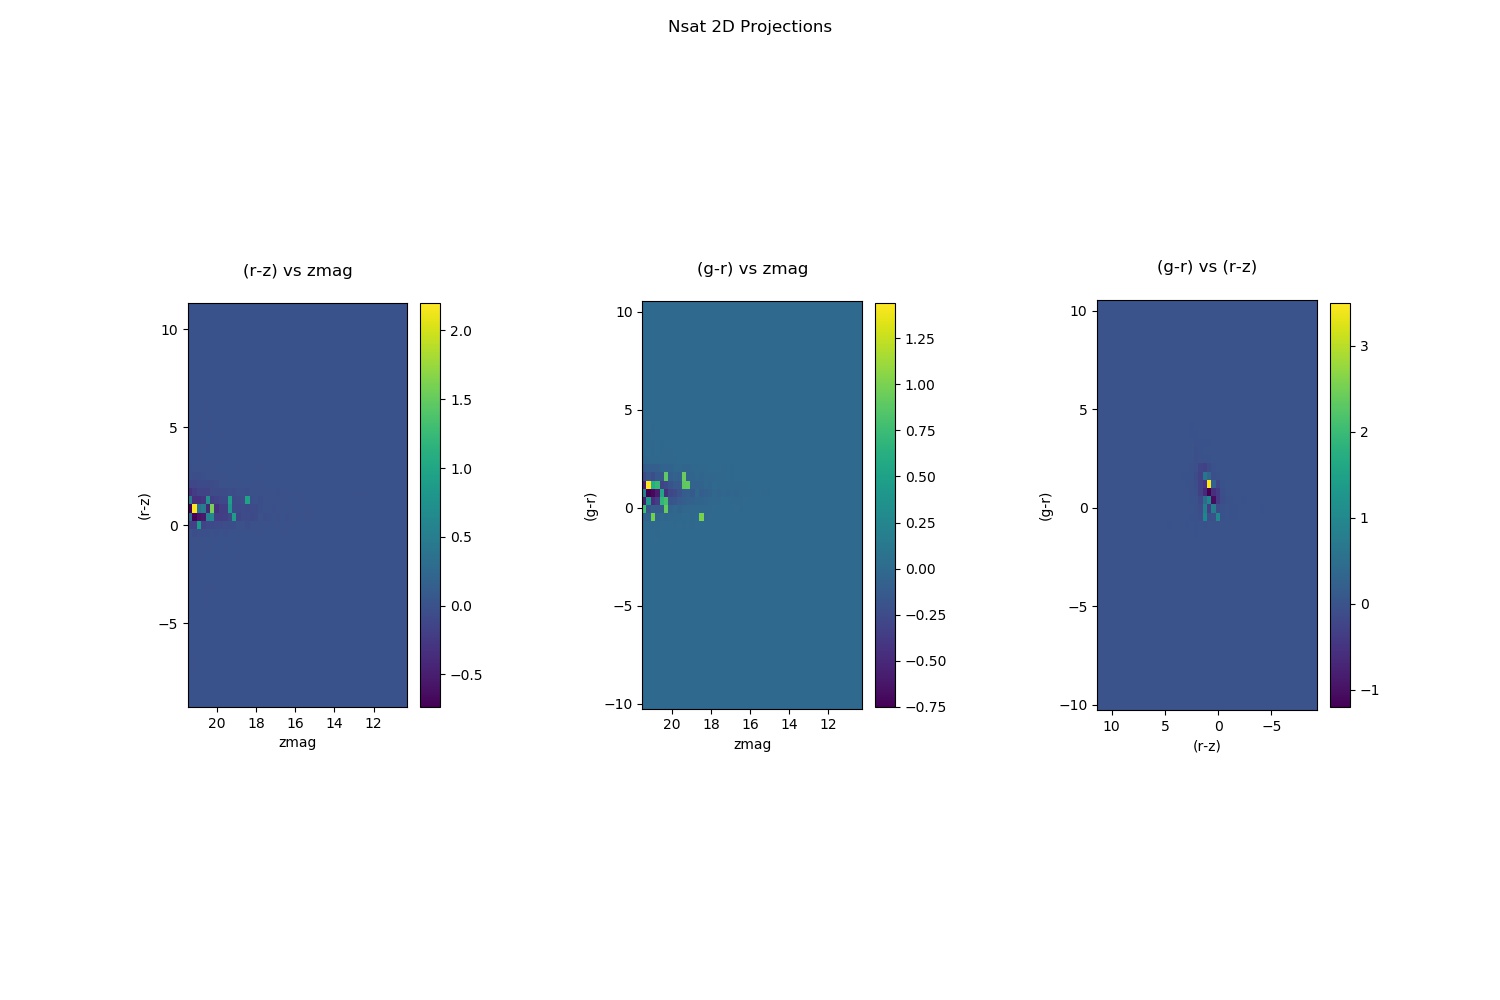 Nsat 2D Projections
(r-z) vs zmag
(r-z)
10
5
0
−5
20 18 16 14 12
zmag
2.0
1.5
1.0
0.5
0.0
−0.5
(g-r) vs zmag
(g-r)
10
5
0
−5
−10
20 18 16 14 12
zmag
1.25
1.00
0.75
0.50
0.25
0.00
−0.25
−0.50
−0.75
(g-r) vs (r-z)
(g-r)
10
5
0
−5
−10
10 5 0 −5
(r-z)
3
2
1
0
−1